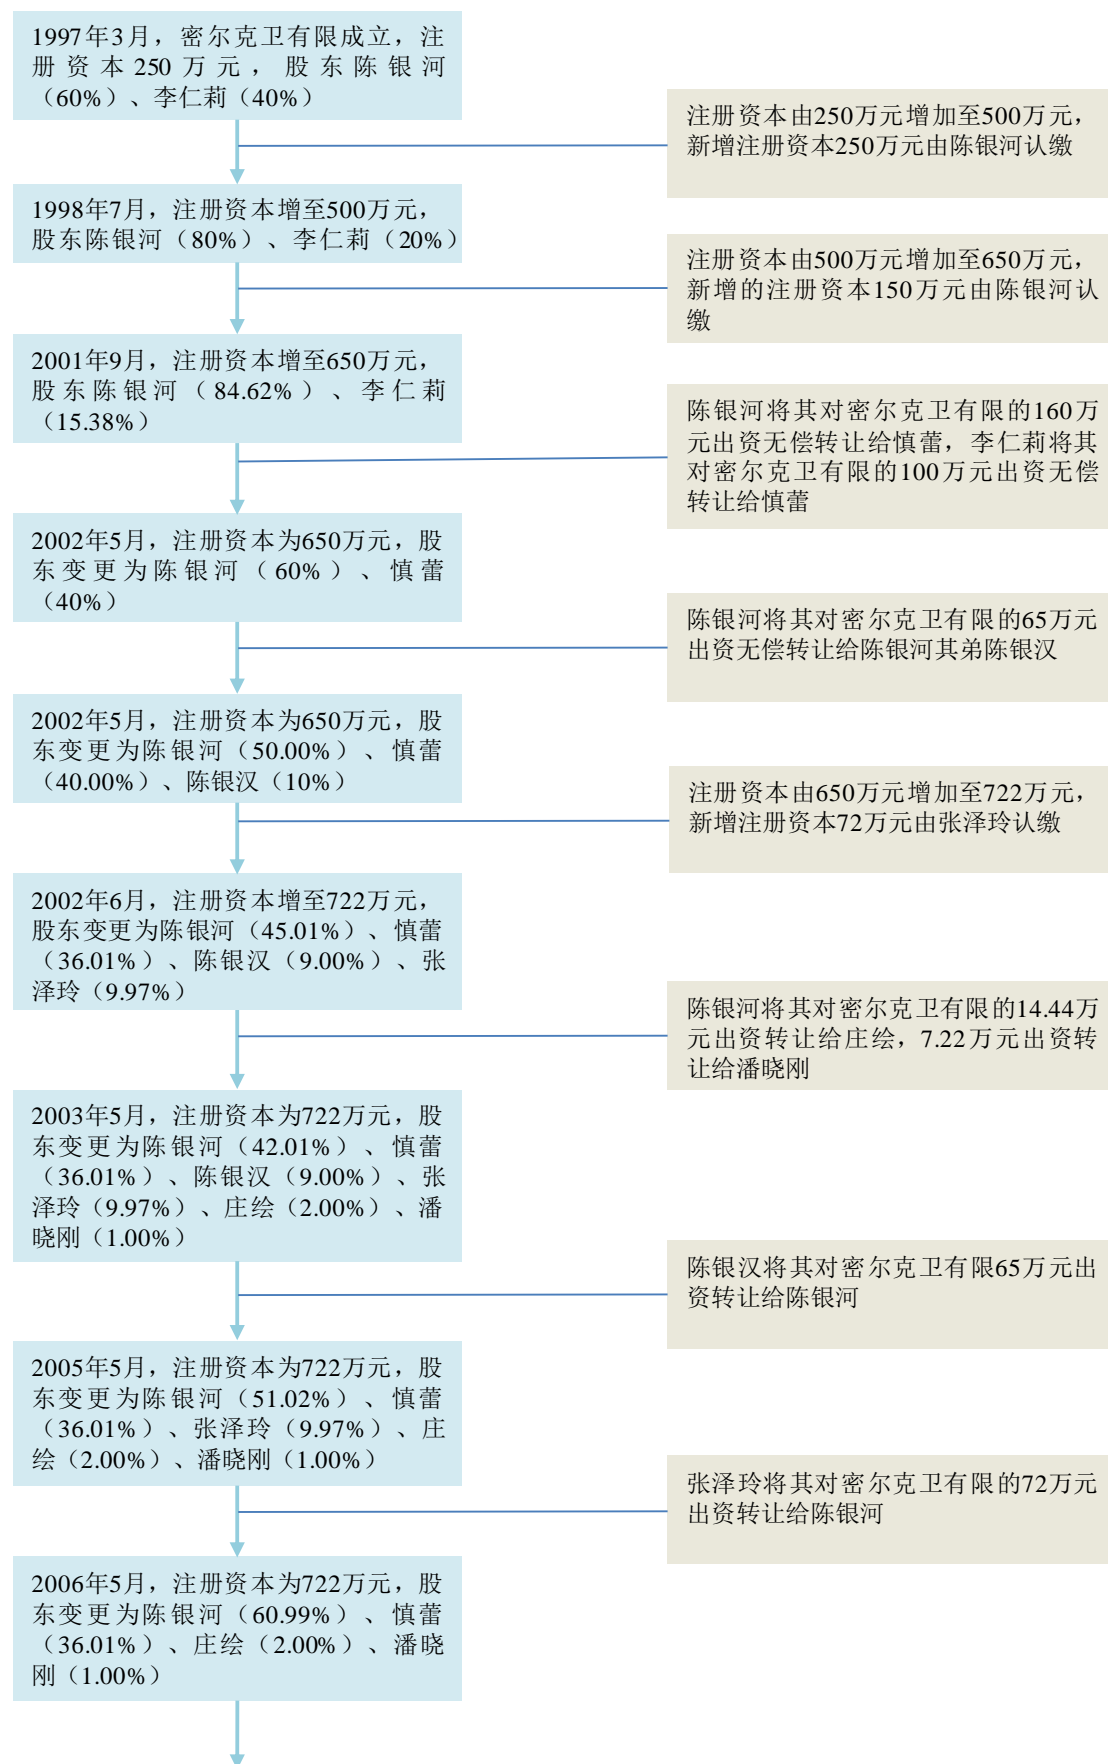 1997年3月，密尔克卫有限成立，注
册资本250万元，股东陈银河
（60%）、李仁莉（40%）
注册资本由250万元增加至500万元，
新增注册资本250万元由陈银河认缴
1998年7月，注册资本增至500万元，
股东陈银河（80%）、李仁莉（20%）
注册资本由500万元增加至650万元，
新增的注册资本150万元由陈银河认
缴
2001年9月，注册资本增至650万元，
股东陈银河（84.62%）、李仁莉
（15.38%）
陈银河将其对密尔克卫有限的160万
元出资无偿转让给慎蕾，李仁莉将其
对密尔克卫有限的100万元出资无偿
转让给慎蕾
2002年5月，注册资本为650万元，股
东变更为陈银河（60%）、慎蕾
（40%）
陈银河将其对密尔克卫有限的65万元
出资无偿转让给陈银河其弟陈银汉
2002年5月，注册资本为650万元，股
东变更为陈银河（50.00%）、慎蕾
（40.00%）、陈银汉（10%）
注册资本由650万元增加至722万元，
新增注册资本72万元由张泽玲认缴
2002年6月，注册资本增至722万元，
股东变更为陈银河（45.01%）、慎蕾
（36.01%）、陈银汉（9.00%）、张
泽玲（9.97%）
陈银河将其对密尔克卫有限的14.44万
元出资转让给庄绘，7.22万元出资转
让给潘晓刚
2003年5月，注册资本为722万元，股
东变更为陈银河（42.01%）、慎蕾
（36.01%）、陈银汉（9.00%）、张
泽玲（9.97%）、庄绘（2.00%）、潘
晓刚（1.00%）
陈银汉将其对密尔克卫有限65万元出
资转让给陈银河
2005年5月，注册资本为722万元，股
东变更为陈银河（51.02%）、慎蕾
（36.01%）、张泽玲（9.97%）、庄
绘（2.00%）、潘晓刚（1.00%）
张泽玲将其对密尔克卫有限的72万元
出资转让给陈银河
2006年5月，注册资本为722万元，股
东变更为陈银河（60.99%）、慎蕾
（36.01%）、庄绘（2.00%）、潘晓
刚（1.00%）